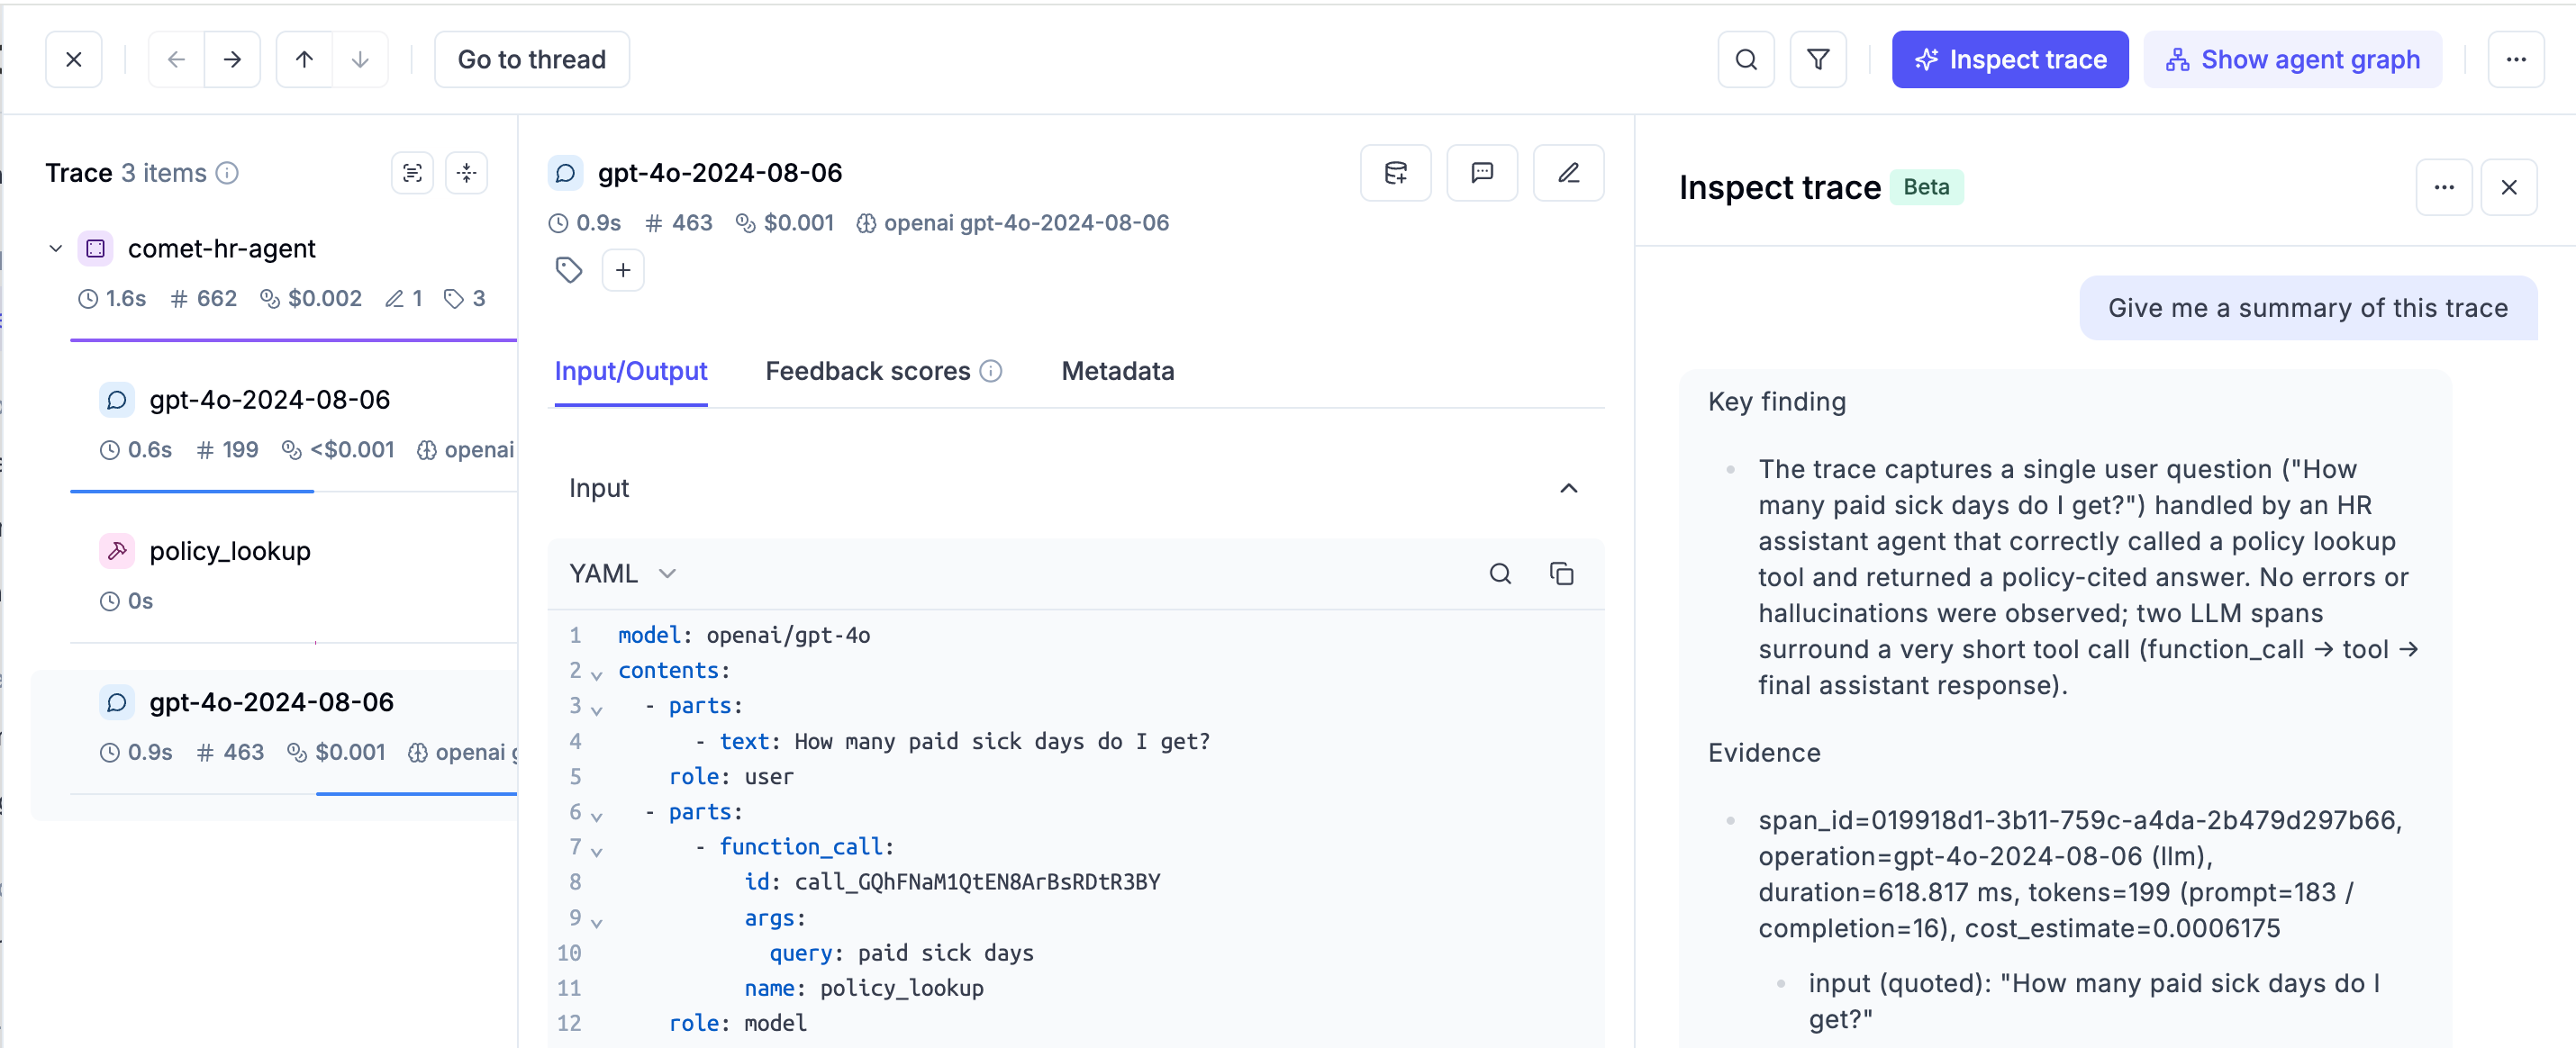 Go to thread
Inspect trace
Show agent graph
Trace 3 items
comet-hr-agent
1.6s # 662 $0.002 1 3
gpt-4o-2024-08-06
0.6s # 199 <$0.001 openai
policy_lookup
0s
gpt-4o-2024-08-06
0.9s # 463 $0.001 openai
gpt-4o-2024-08-06
0.9s # 463 $0.001 openai gpt-4o-2024-08-06
Input/Output Feedback scores Metadata
Input
YAML
1 model: openai/gpt-4o
2 contents:
3 - parts:
4 - text: How many paid sick days do I get?
5 role: user
6 - parts:
7 - function_call:
8 id: call_GQhFNaM1QtEN8ArBsRDtR3BY
9 args:
10 query: paid sick days
11 name: policy_lookup
12 role: model
Inspect trace Beta
Give me a summary of this trace
Key finding
The trace captures a single user question ("How
many paid sick days do I get?") handled by an HR
assistant agent that correctly called a policy lookup
tool and returned a policy-cited answer. No errors or
hallucinations were observed; two LLM spans
surround a very short tool call (function_call → tool →
final assistant response).
Evidence
span_id=019918d1-3b11-759c-a4da-2b479d297b66,
operation=gpt-4o-2024-08-06 (llm),
duration=618.817 ms, tokens=199 (prompt=183 /
completion=16), cost_estimate=0.0006175
input (quoted): "How many paid sick days do I
get?"